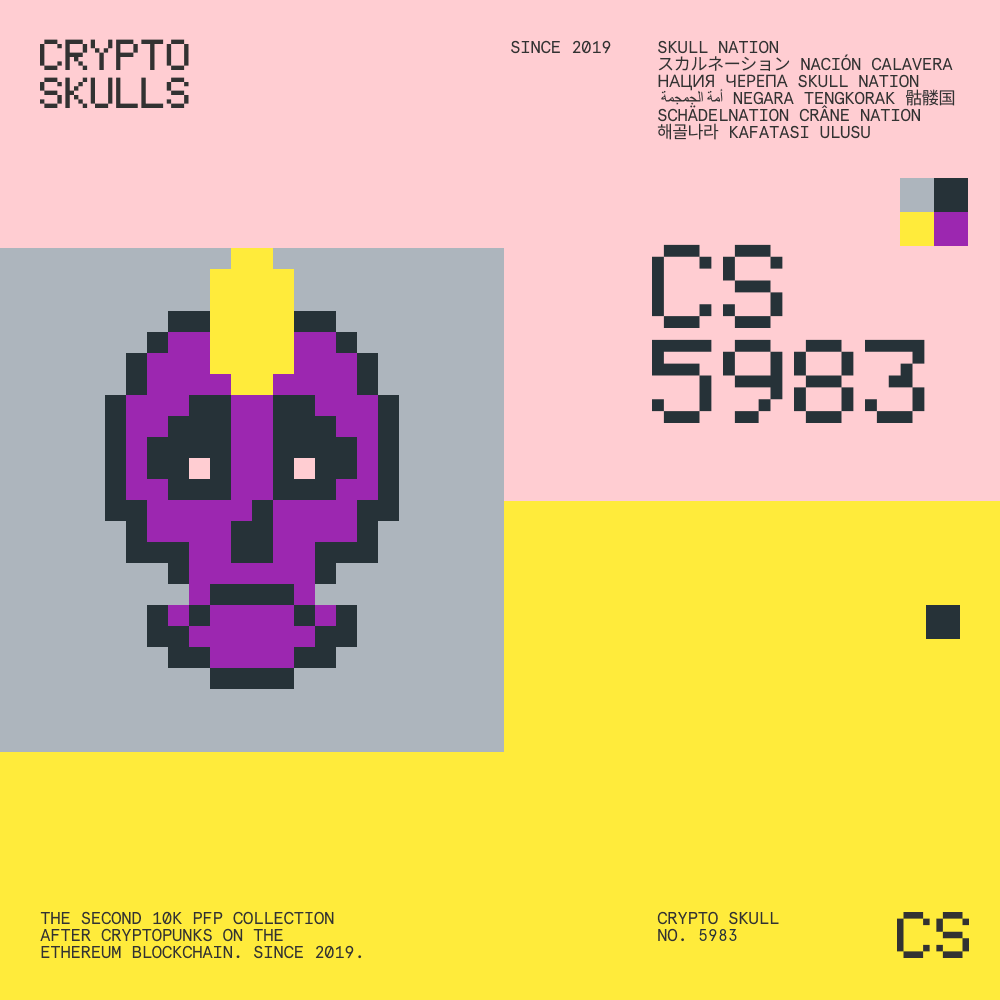 CRYPTO
SKULLS
SINCE 2019
SKULL NATION
スカルネーション NACIÓN CALAVERA
НАЦИЯ ЧЕРЕПА SKULL NATION
أمة الجمجمة NEGARA TENGKORAK 骷髅国
SCHÄDELNATION CRÂNE NATION
해골나라 KAFATASI ULUSU
CS
5983
THE SECOND 10K PFP COLLECTION
AFTER CRYPTOPUNKS ON THE
ETHEREUM BLOCKCHAIN. SINCE 2019.
CRYPTO SKULL
NO. 5983
CS